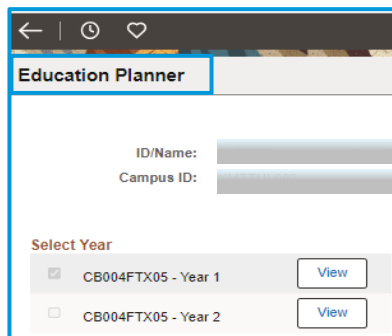 Education Planner
ID/Name:
Campus ID:
Select Year
CB004FTX05 - Year 1 View
CB004FTX05 - Year 2 View